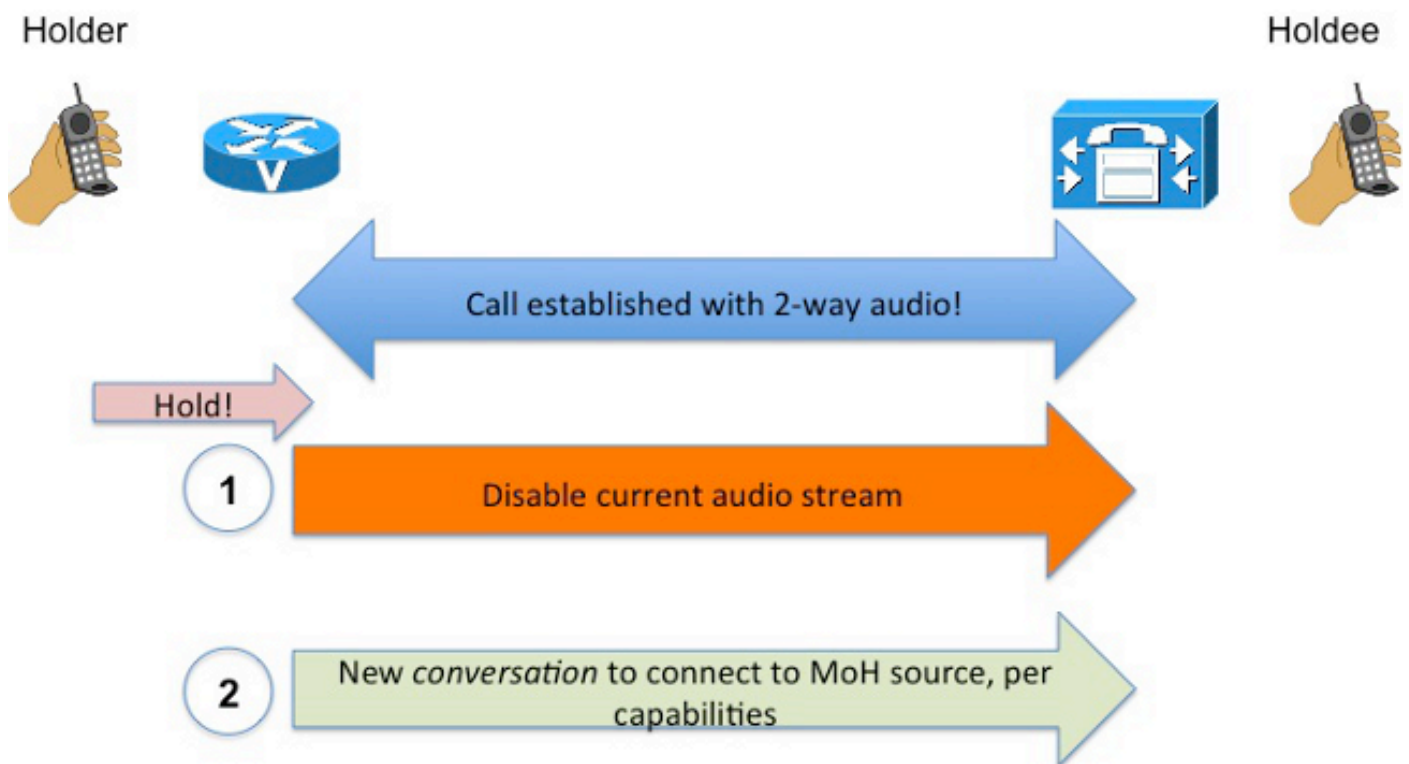 Holder
Holdee
V
Call established with 2-way audio!
Hold!
1
Disable current audio stream
2
New conversation to connect to MoH source, per
capabilities